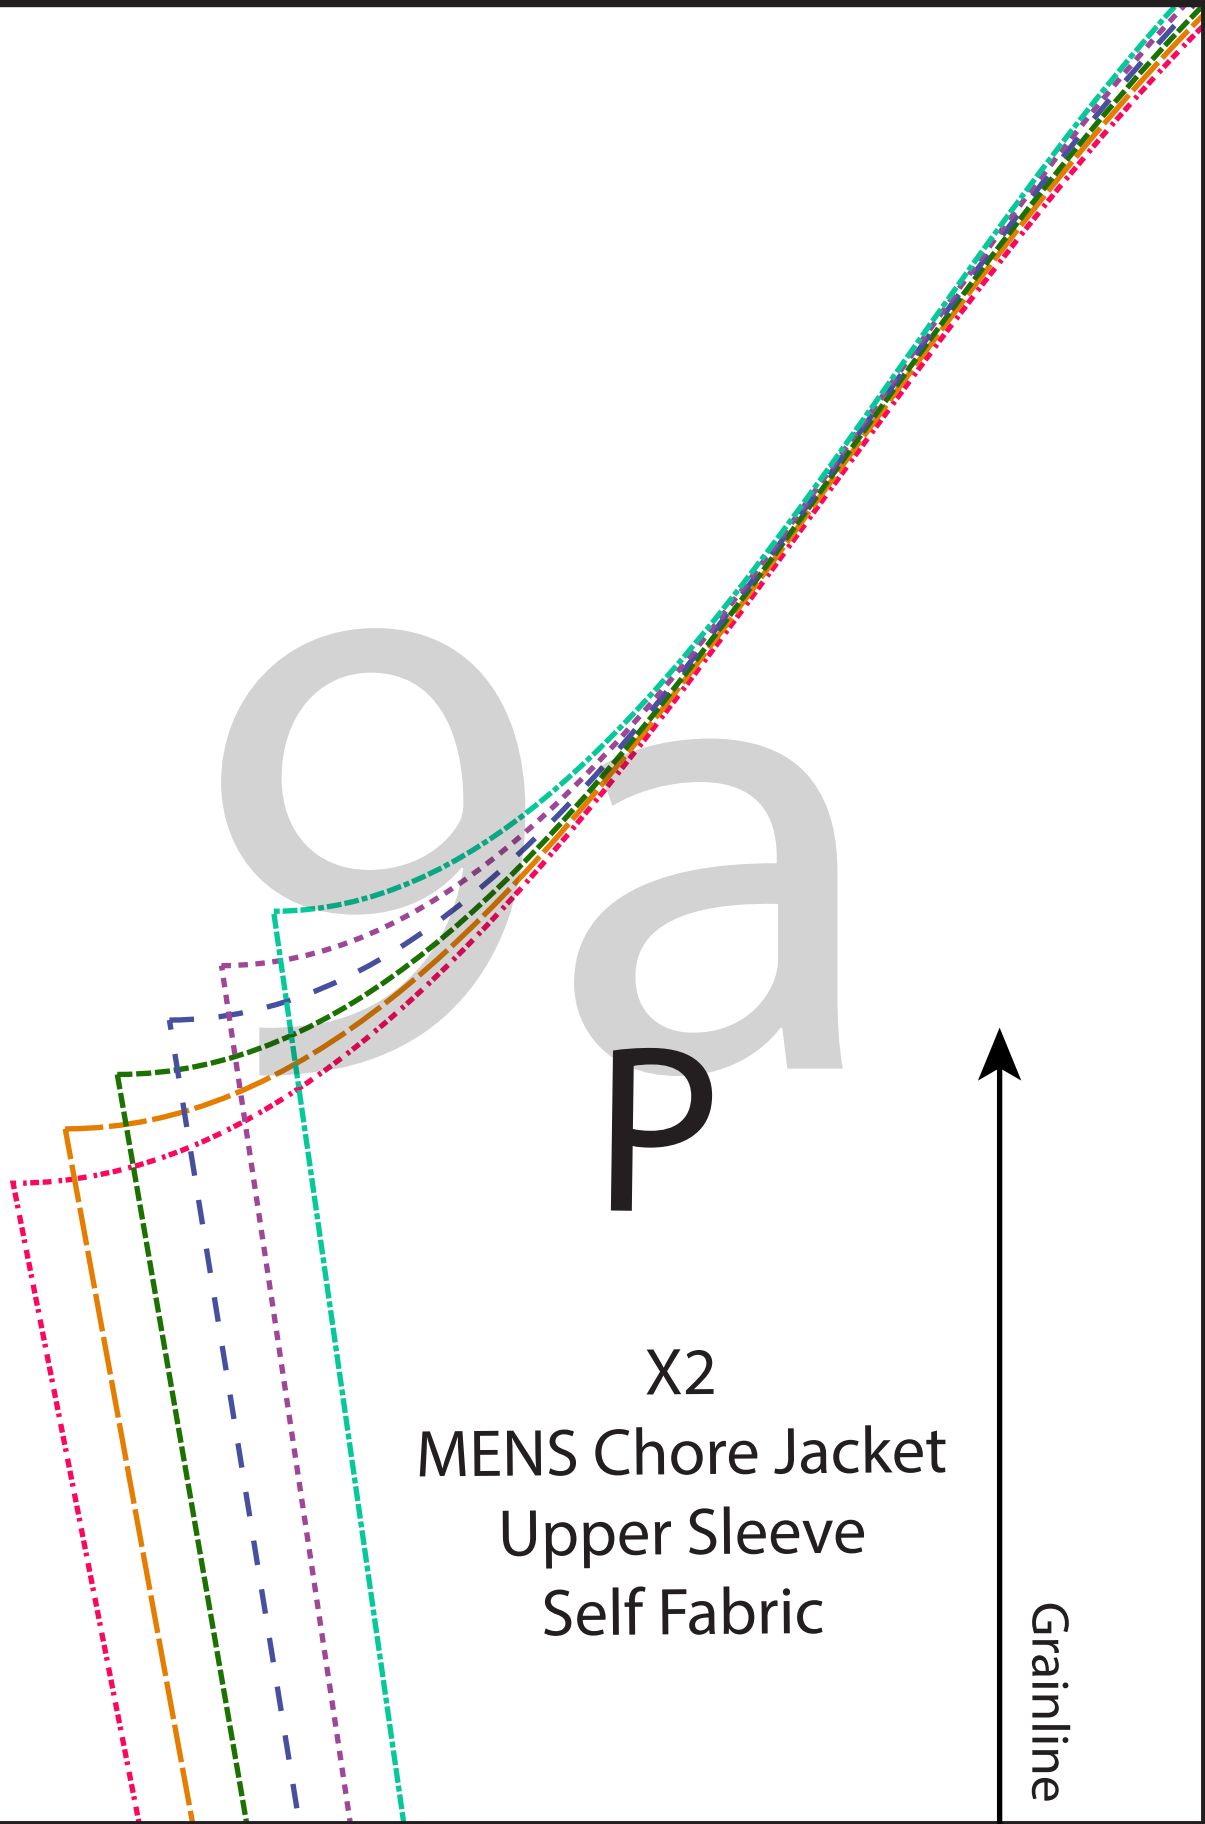 9a
P
X2
MENS Chore Jacket
Upper Sleeve
Self Fabric
Grainline